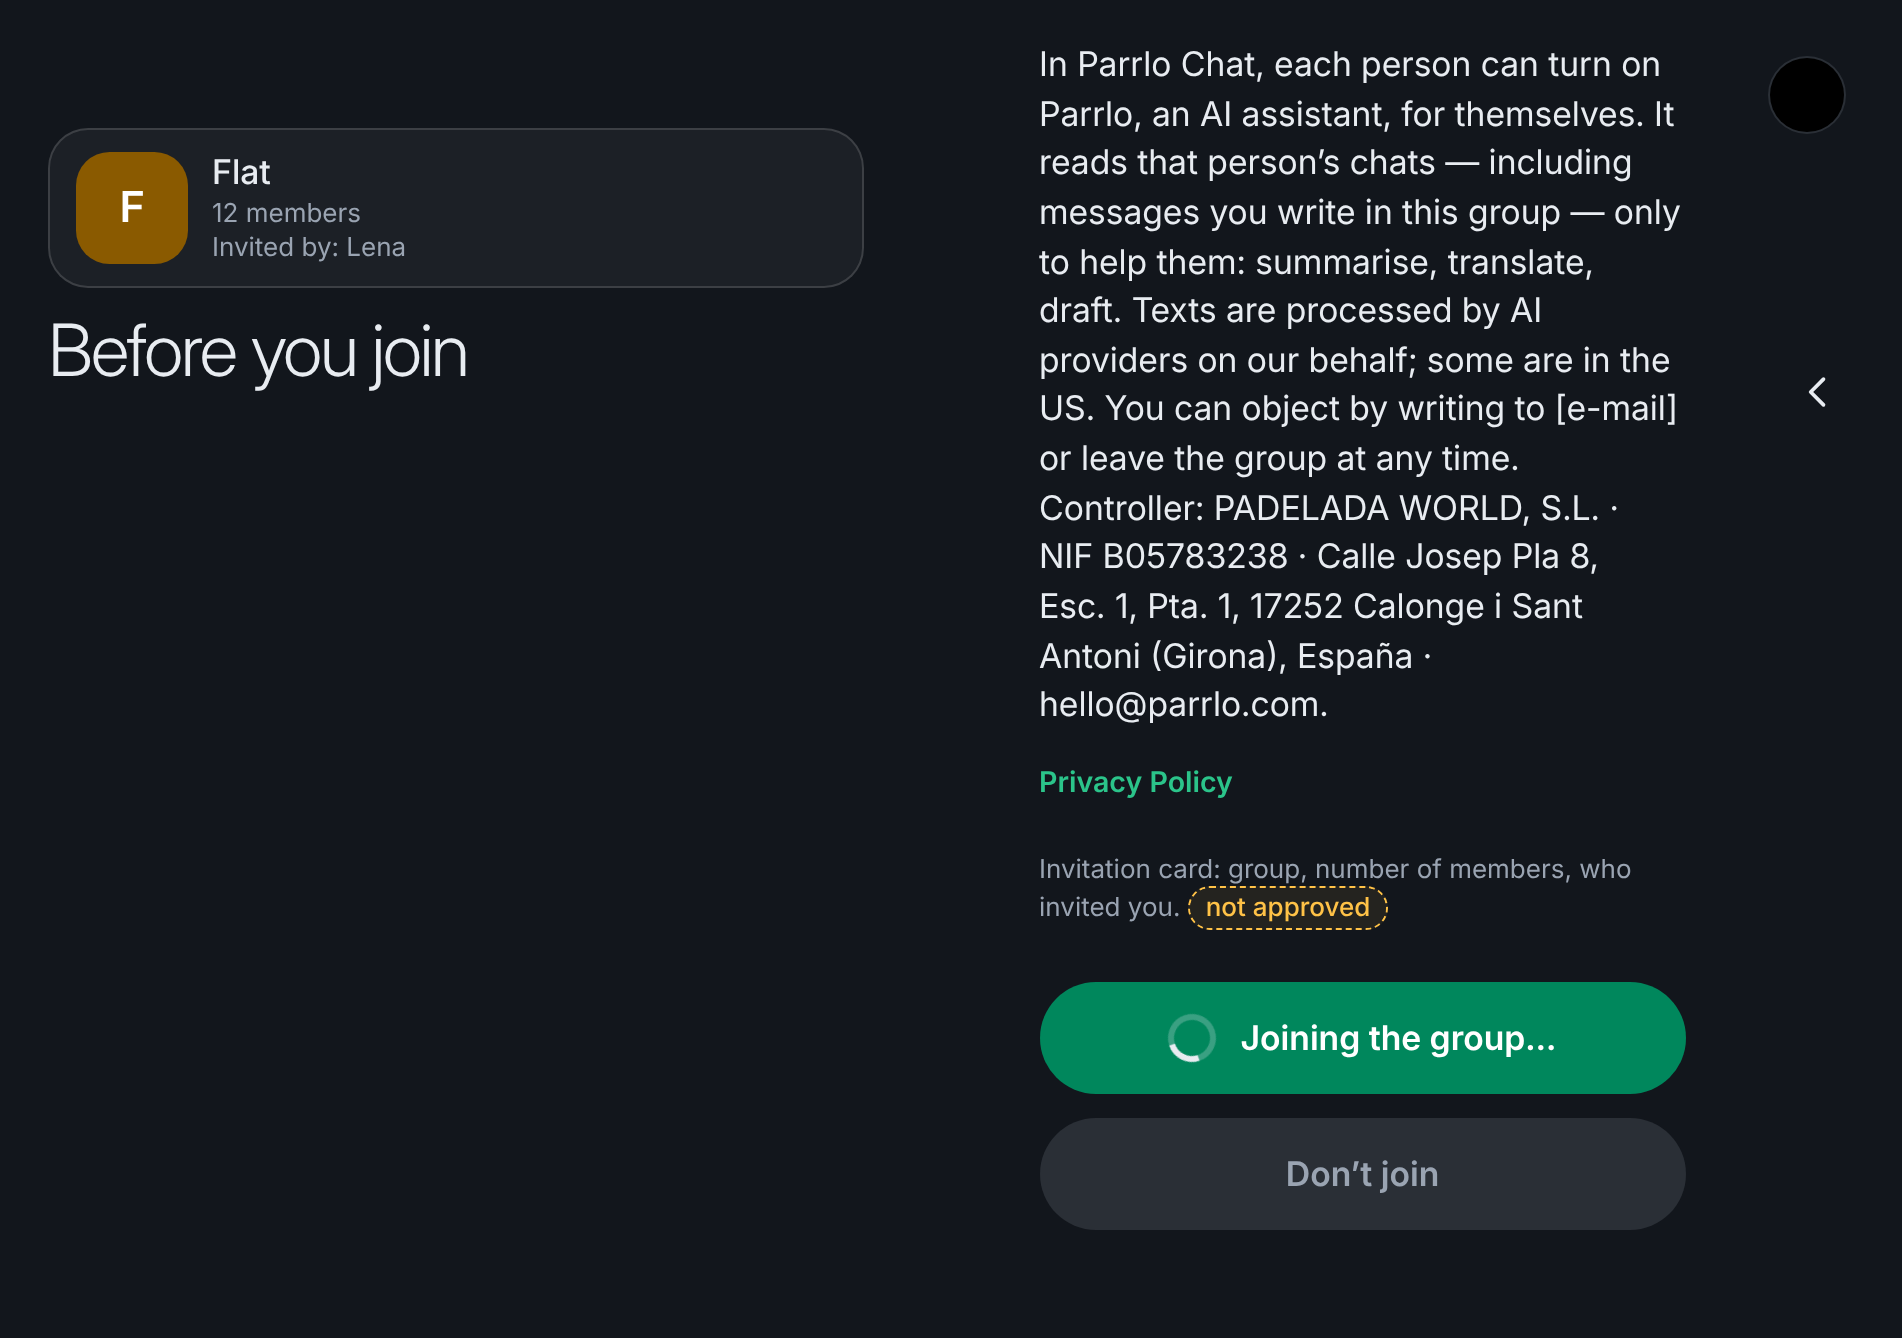 F
Flat
12 members
Invited by: Lena
Before you join
In Parrlo Chat, each person can turn on
Parrlo, an AI assistant, for themselves. It
reads that person’s chats — including
messages you write in this group — only
to help them: summarise, translate,
draft. Texts are processed by AI
providers on our behalf; some are in the
US. You can object by writing to [e-mail]
or leave the group at any time.
Controller: PADELADA WORLD, S.L. ·
NIF B05783238 · Calle Josep Pla 8,
Esc. 1, Pta. 1, 17252 Calonge i Sant
Antoni (Girona), España ·
hello@parrlo.com.
Privacy Policy
Invitation card: group, number of members, who
invited you. not approved
Joining the group...
Don’t join